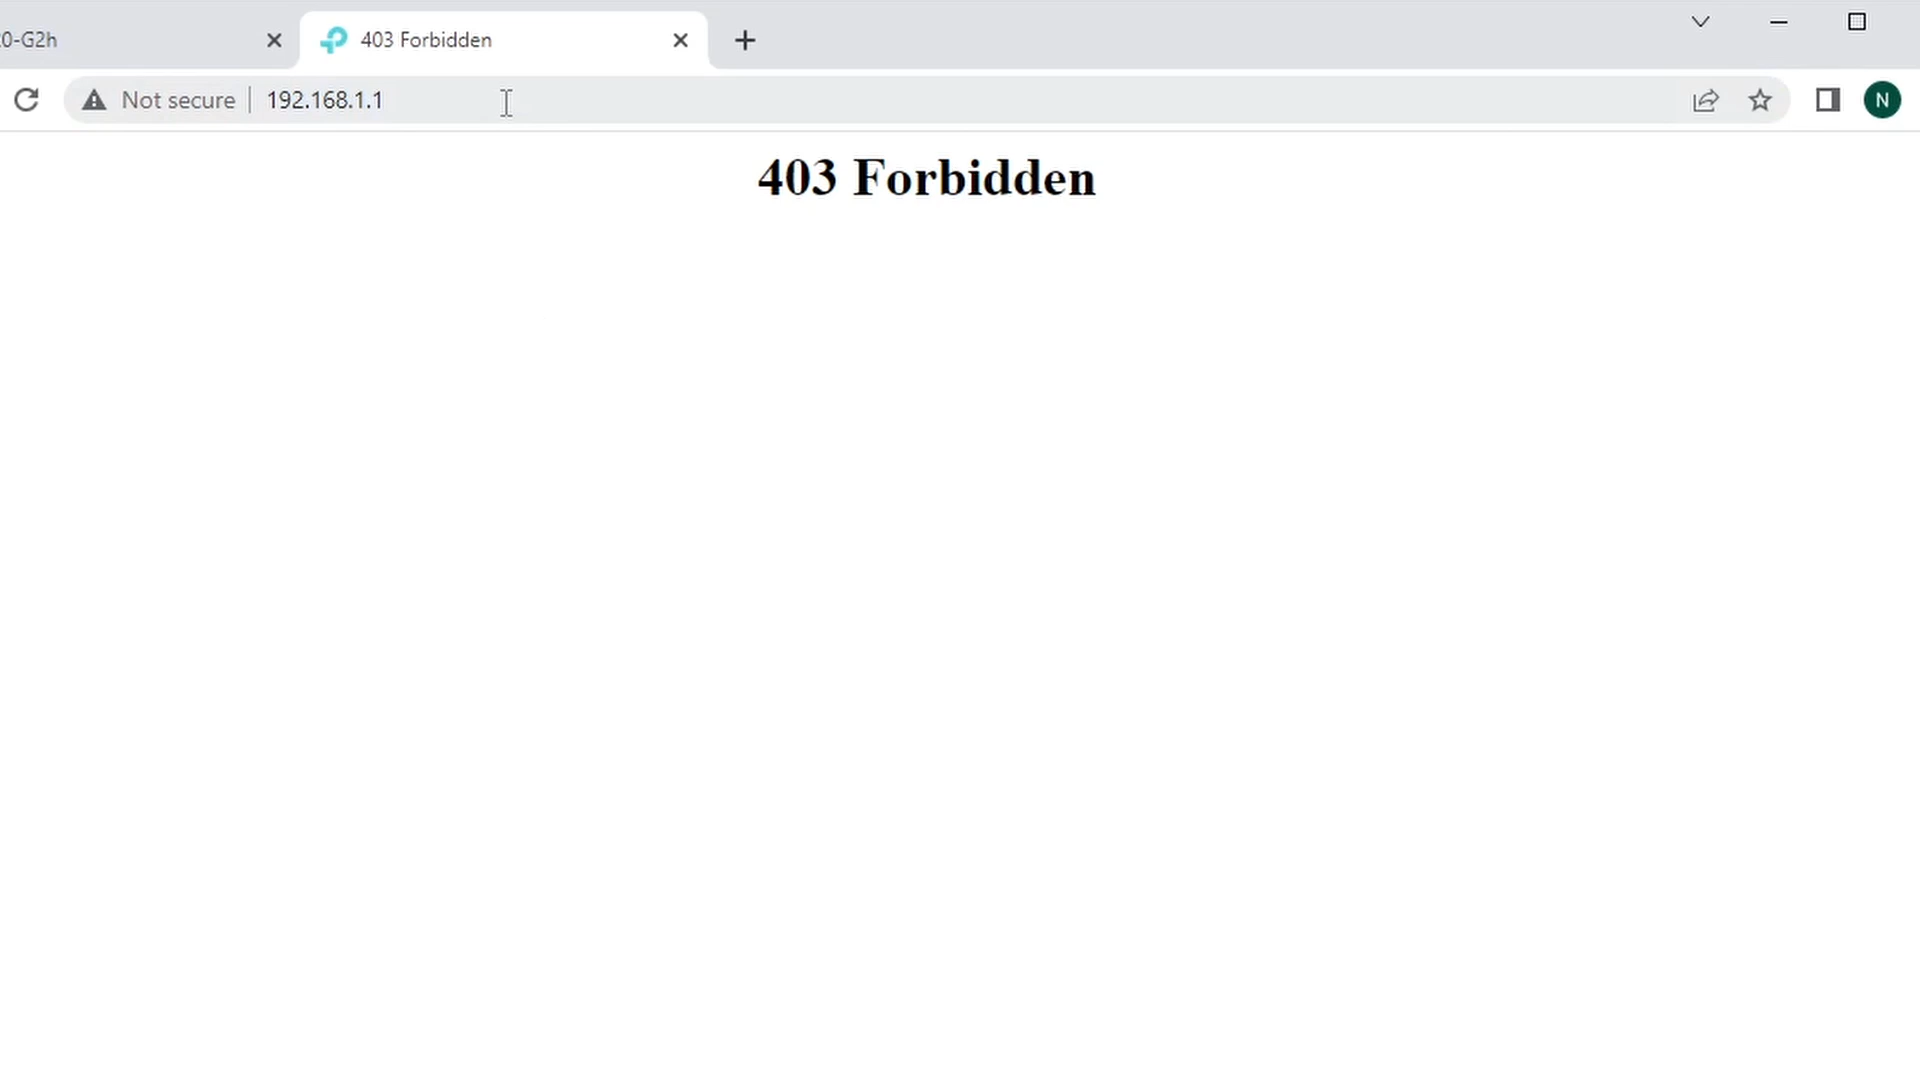 0-G2h
403 Forbidden
Not secure
192.168.1.1
N
403 Forbidden